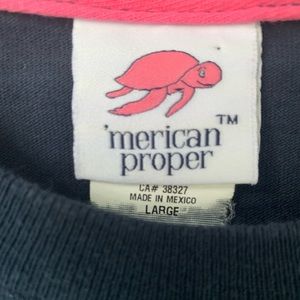 'merican™
proper
CA# 38327
MADE IN MEXICO
LARGE